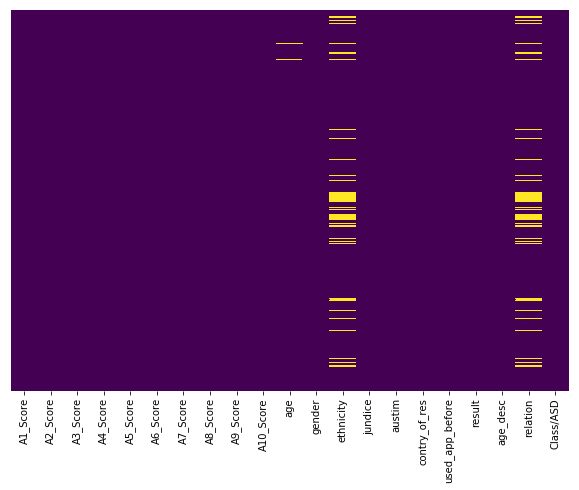 A1_Score
A2_Score
A3_Score
A4_Score
A5_Score
A6_Score
A7_Score
A8_Score
A9_Score
A10_Score
age
gender
ethnicity
jundice
austim
contry_of_res
used_app_before
result
age_desc
relation
Class/ASD